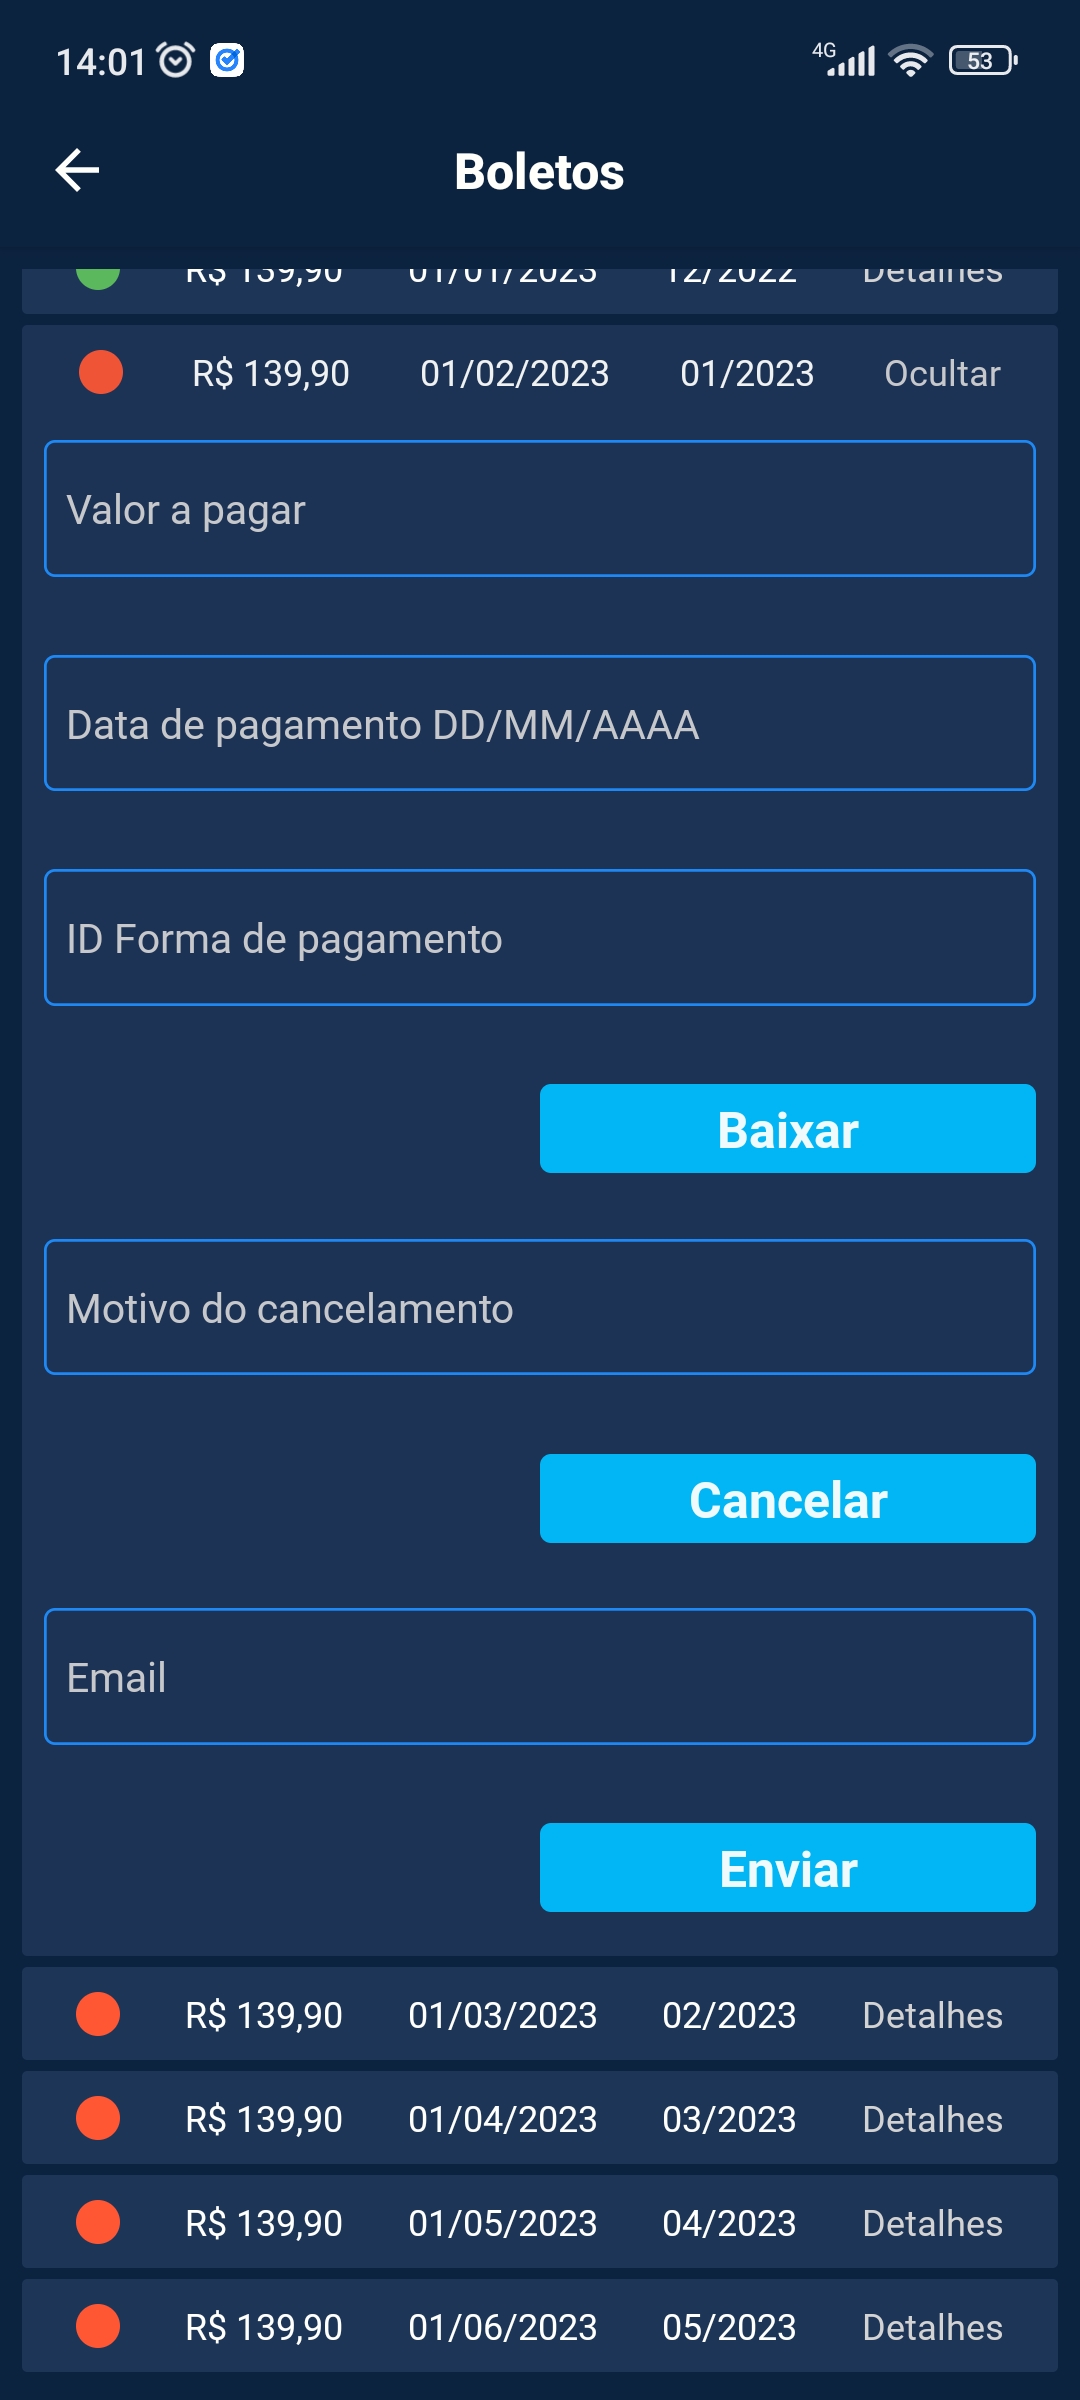 14:01 4G 53
Boletos
R$ 139,90 01/01/2023 12/2022 Detalhes
R$ 139,90 01/02/2023 01/2023 Ocultar
Valor a pagar
Data de pagamento DD/MM/AAAA
ID Forma de pagamento
Baixar
Motivo do cancelamento
Cancelar
Email
Enviar
R$ 139,90 01/03/2023 02/2023 Detalhes
R$ 139,90 01/04/2023 03/2023 Detalhes
R$ 139,90 01/05/2023 04/2023 Detalhes
R$ 139,90 01/06/2023 05/2023 Detalhes